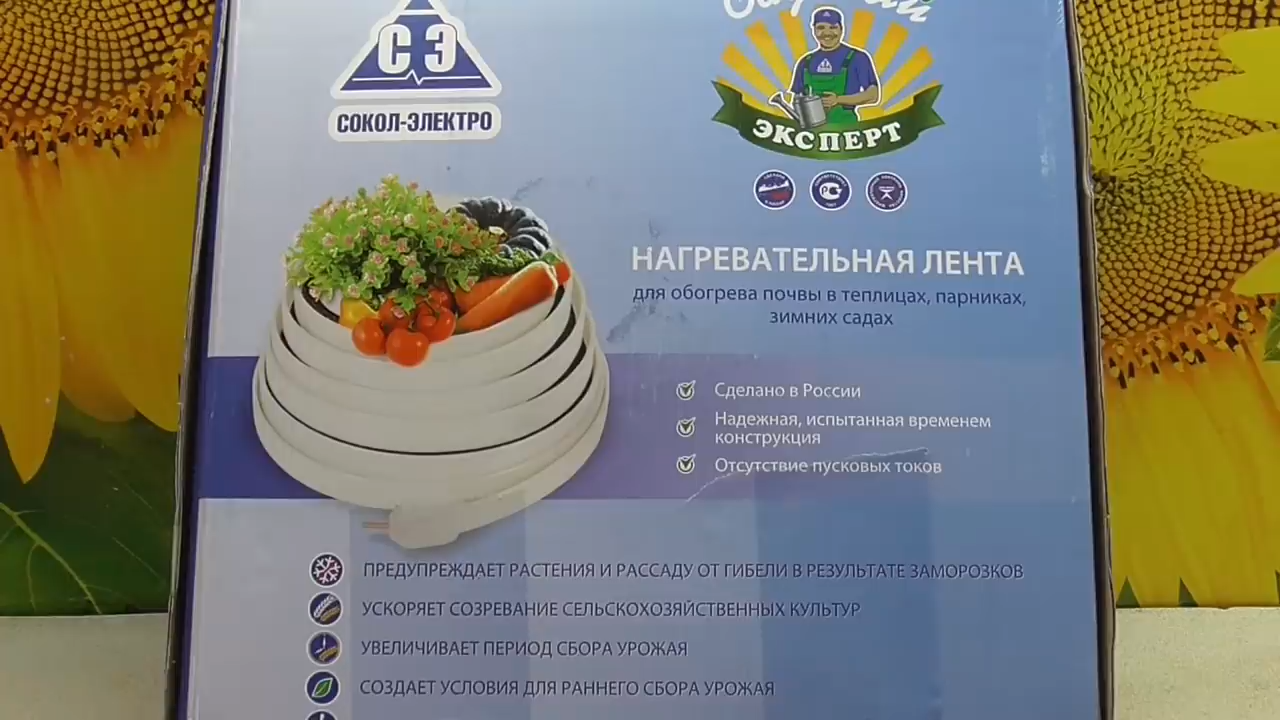 СЭ
СОКОЛ-ЭЛЕКТРО
ЭКСПЕРТ
НАГРЕВАТЕЛЬНАЯ ЛЕНТА
для обогрева почвы в теплицах, парниках,
зимних садах
Сделано в России
Надежная, испытанная временем
конструкция
Отсутствие пусковых токов
ПРЕДУПРЕЖДАЕТ РАСТЕНИЯ И РАССАДУ ОТ ГИБЕЛИ В РЕЗУЛЬТАТЕ ЗАМОРОЗКОВ
УСКОРЯЕТ СОЗРЕВАНИЕ СЕЛЬСКОХОЗЯЙСТВЕННЫХ КУЛЬТУР
УВЕЛИЧИВАЕТ ПЕРИОД СБОРА УРОЖАЯ
СОЗДАЕТ УСЛОВИЯ ДЛЯ РАННЕГО СБОРА УРОЖАЯ